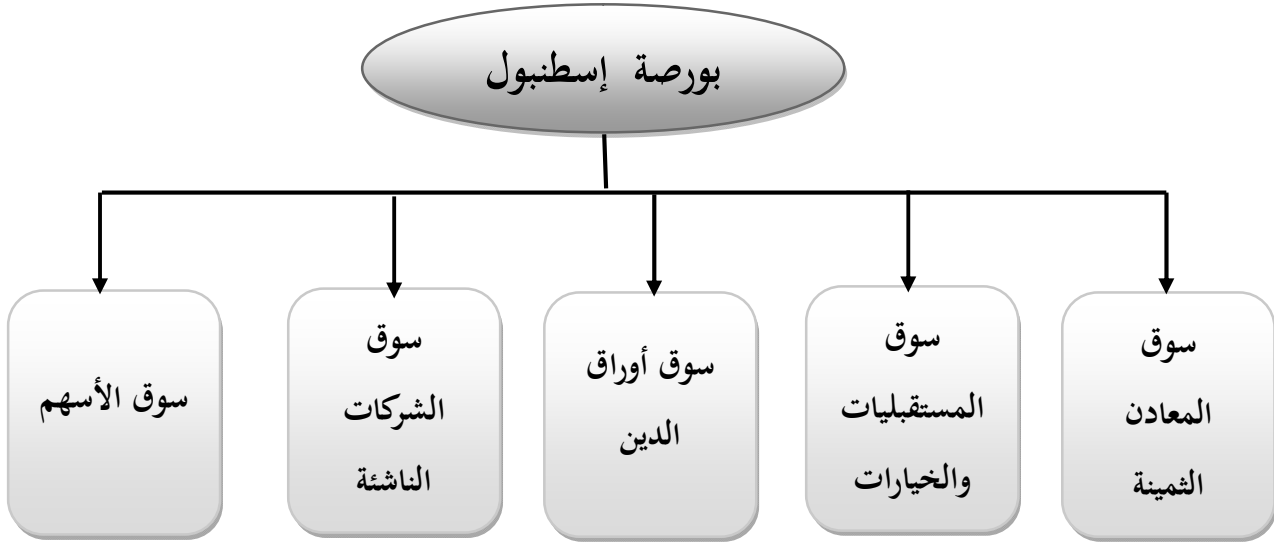 بورصة إسطنبول
سوق
المعادن
الثمينة
سوق
المستقبليات
والخيارات
سوق أوراق
الدين
سوق
الشركات
الناشئة
سوق الأسهم